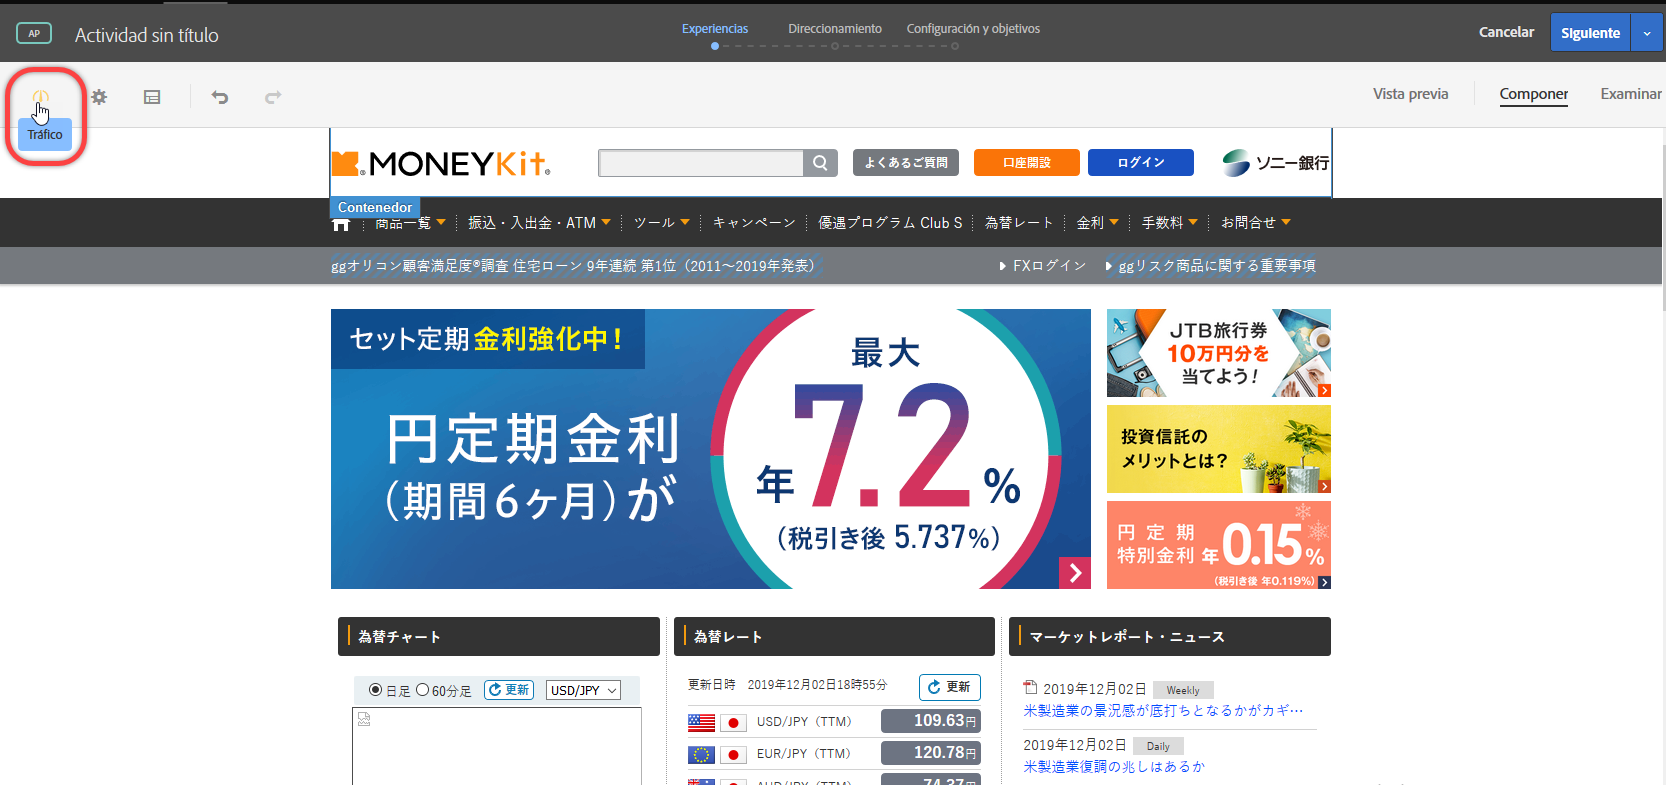 AP
Actividad sin título
Experiencias
Direccionamiento
Configuración y objetivos
Cancelar
Siguiente
Tráfico
Vista previa
Componer
Examinar
MONEYKit
よくあるご質問
口座開設
ログイン
ソニー銀行
Contenedor
商品一覧
振込・入出金・ATM
ツール
キャンペーン
優遇プログラム Club S
為替レート
金利
手数料
お問合せ
ggオリコン顧客満足度®調査 住宅ローン 9年連続 第1位（2011～2019年発表）
FXログイン
ggリスク商品に関する重要事項
セット定期金利強化中！
円定期金利
（期間6ヶ月）が
最大
年7.2%
（税引き後 5.737%）
JTB旅行券
10万円分を
当てよう！
投資信託の
メリットとは？
円定期
特別金利 年0.15%
（税引き後 年0.119%）
為替チャート
為替レート
マーケットレポート・ニュース
日足 60分足 更新 USD/JPY
更新日時 2019年12月02日18時55分 更新
USD/JPY（TTM） 109.63円
EUR/JPY（TTM） 120.78円
AUD/JPY（TTM） 74.37円
2019年12月02日 Weekly
米製造業の景況感が底打ちとなるかがカギ…
2019年12月02日 Daily
米製造業復調の兆しはあるか